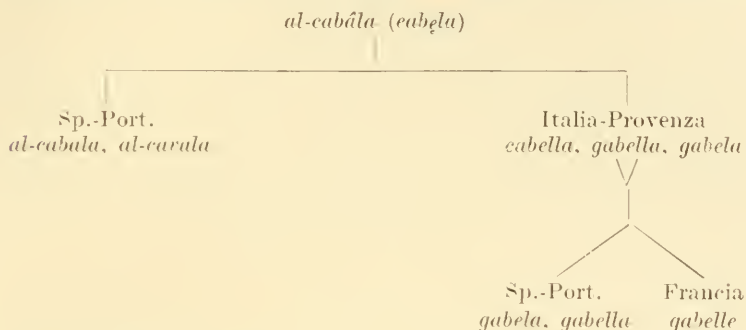 al-cabâla (cabęla)
Sp.-Port. Italia-Provenza
al-cabala, al-cavala cabella, gabella, gabela
Sp.-Port. Francia
gabela, gabella gabelle